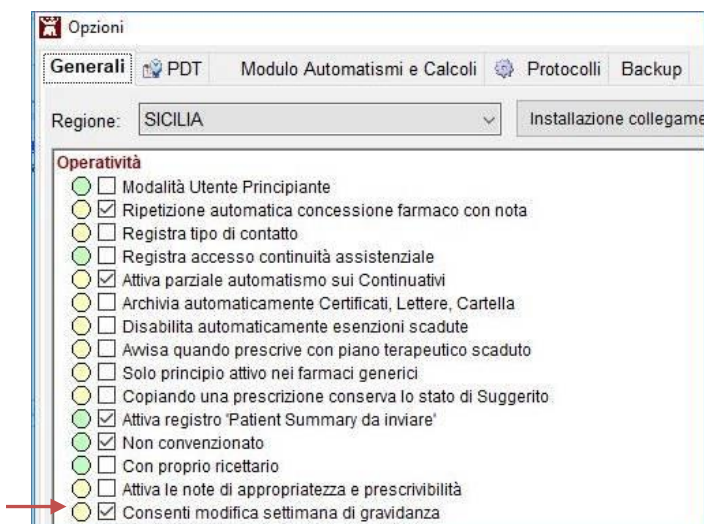 Opzioni
Generali PDT Modulo Automatismi e Calcoli Protocolli Backup
Regione: SICILIA Installazione collegame
Operatività
Modalità Utente Principiante
Ripetizione automatica concessione farmaco con nota
Registra tipo di contatto
Registra accesso continuità assistenziale
Attiva parziale automatismo sui Continuativi
Archivia automaticamente Certificati, Lettere, Cartella
Disabilita automaticamente esenzioni scadute
Avvisa quando prescrive con piano terapeutico scaduto
Solo principio attivo nei farmaci generici
Copiando una prescrizione conserva lo stato di Suggerito
Attiva registro 'Patient Summary da inviare'
Non convenzionato
Con proprio ricettario
Attiva le note di appropriatezza e prescrivibilità
Consenti modifica settimana di gravidanza